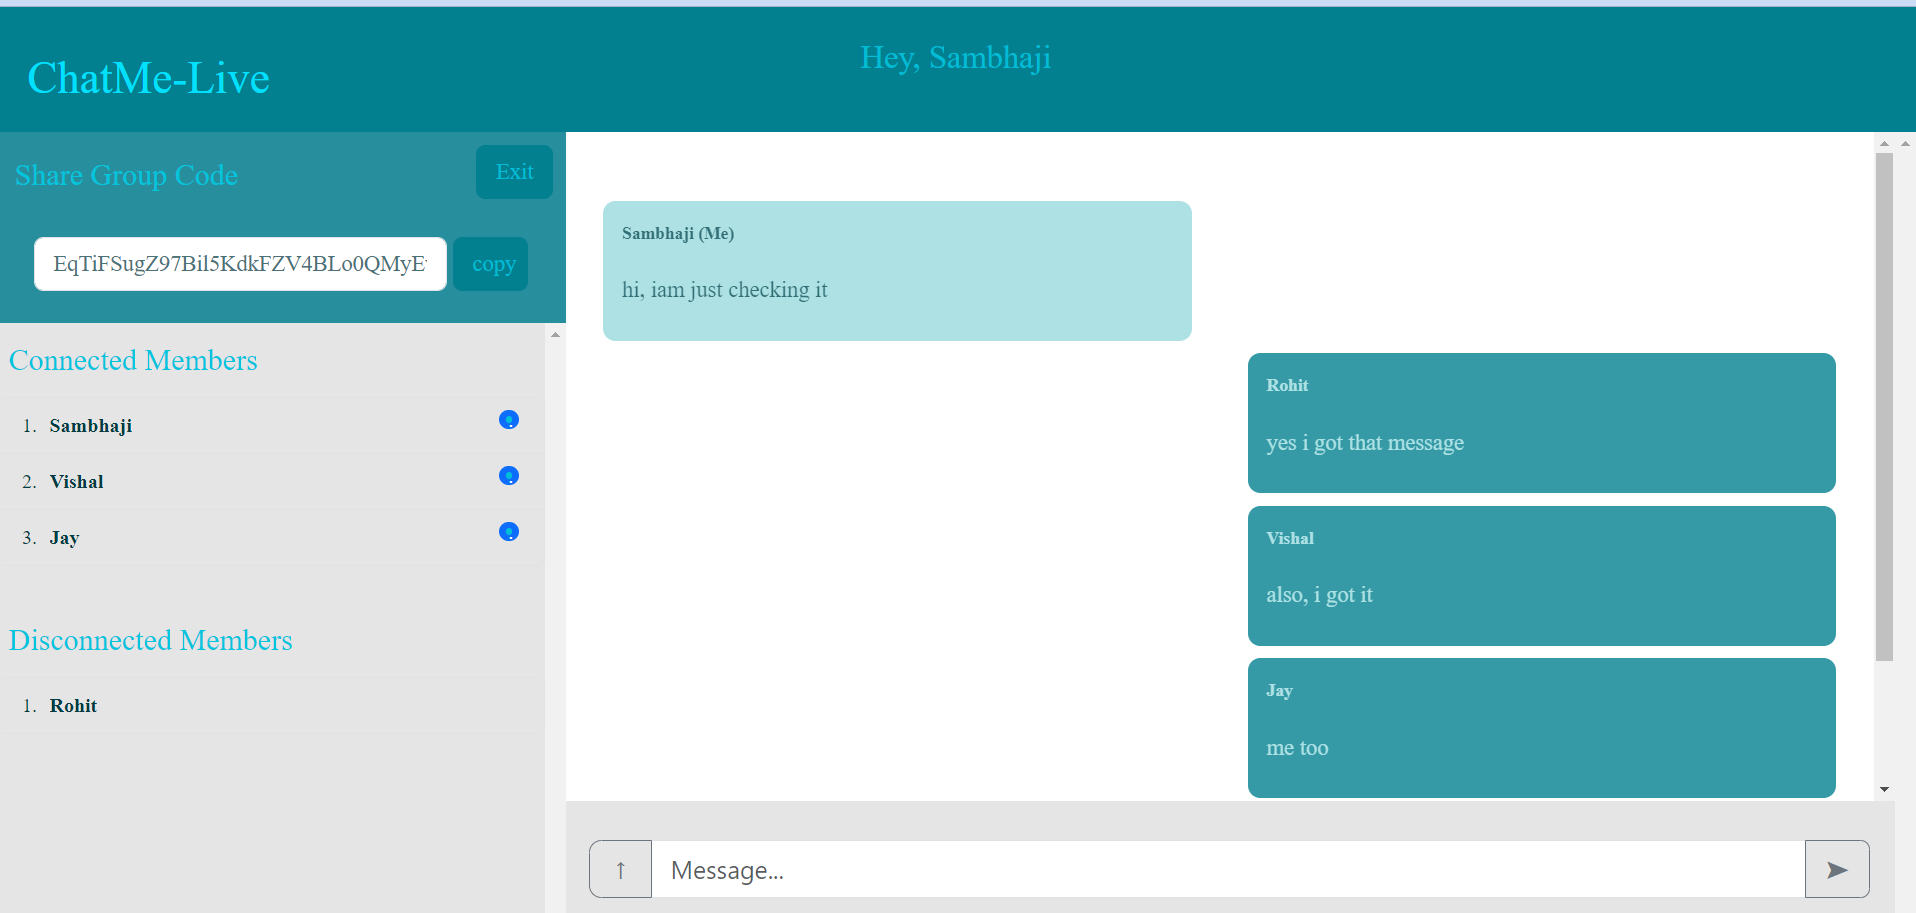 ChatMe-Live
Hey, Sambhaji
Share Group Code
Exit
EqTiFSugZ97Bil5KdkFZV4BLo0QMyE
copy
Connected Members
1. Sambhaji
2. Vishal
3. Jay
Disconnected Members
1. Rohit
Sambhaji (Me)
hi, iam just checking it
Rohit
yes i got that message
Vishal
also, i got it
Jay
me too
↑
Message...
➤